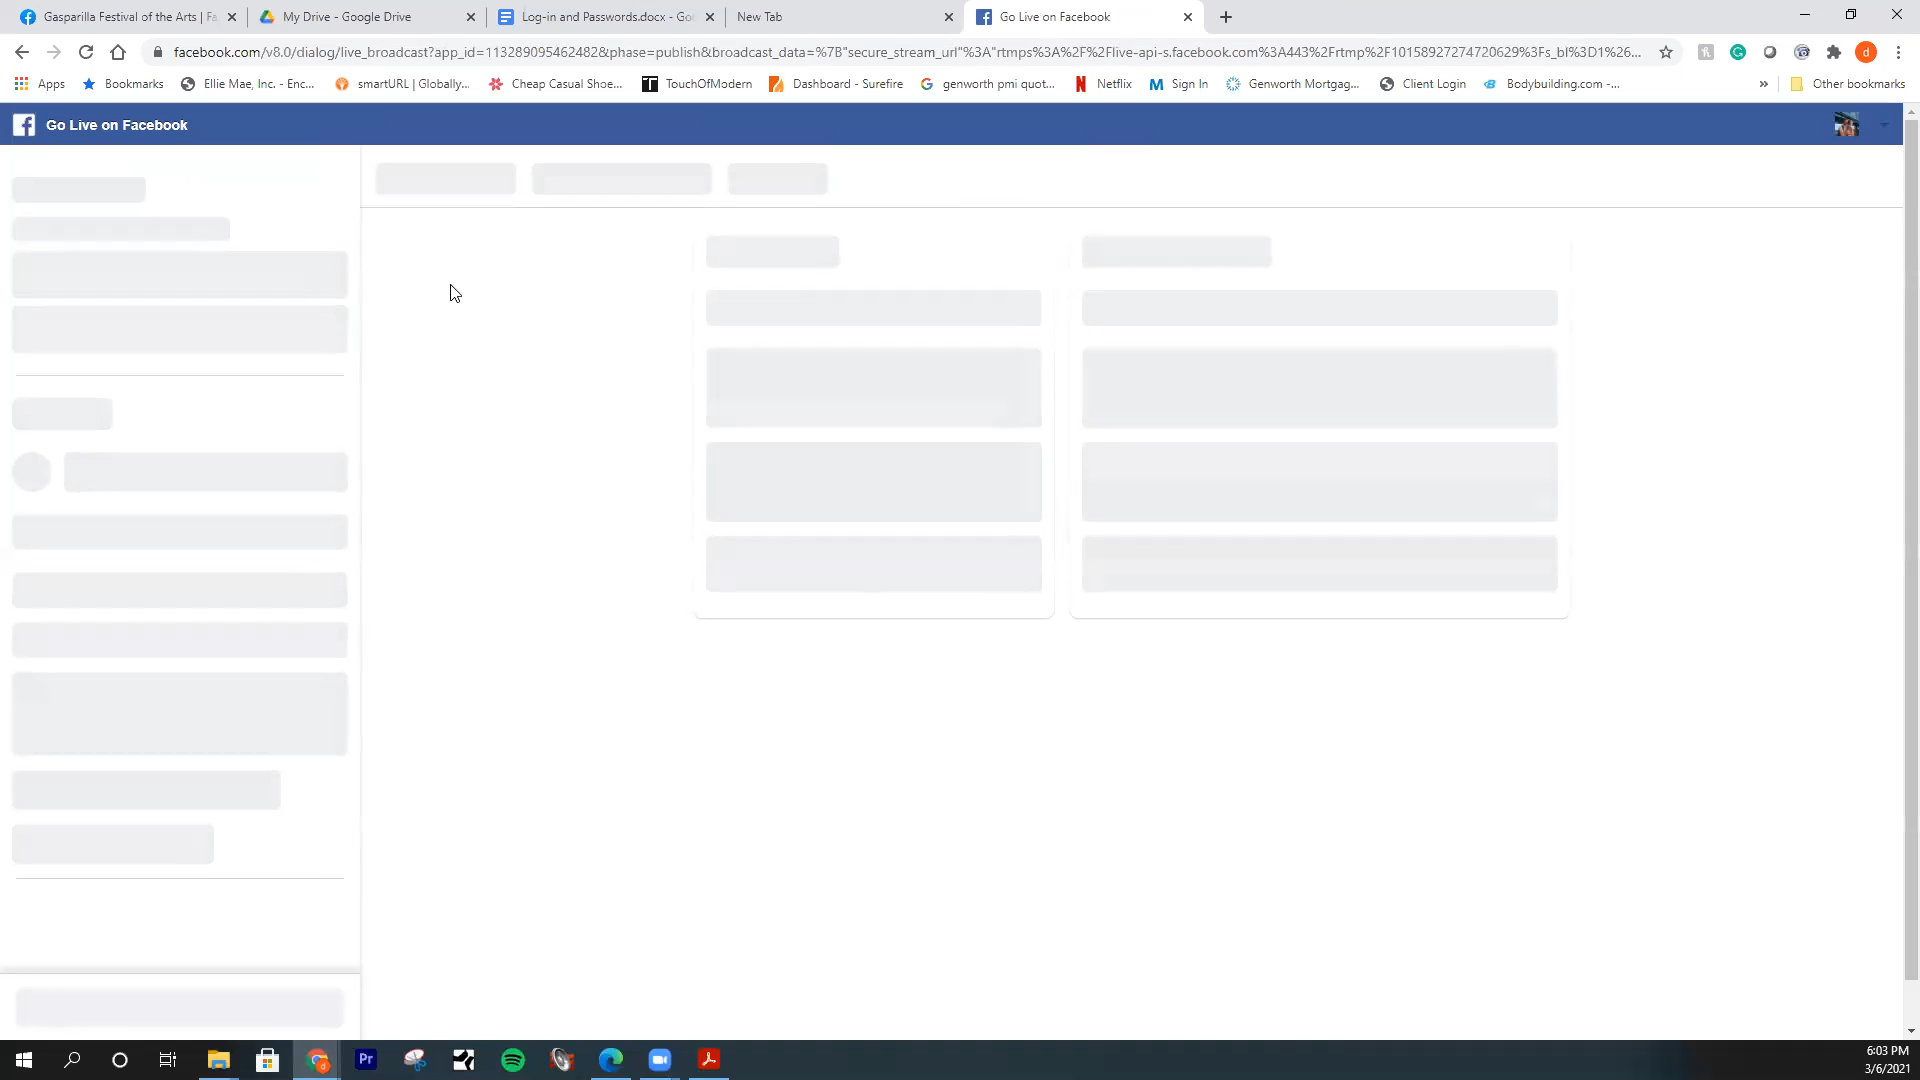 Gasparilla Festival of the Arts | Fa
My Drive - Google Drive
Log-in and Passwords.docx - Goo
New Tab
Go Live on Facebook
facebook.com/v8.0/dialog/live_broadcast?app_id=113289095462482&phase=publish&broadcast_data=%7B"secure_stream_url"%3A"rtmps%3A%2F%2Flive-api-s.facebook.com%3A443%2Frtmp%2F10158927274720629%3Fs_bl%3D1%26...
d
Apps
Bookmarks
Ellie Mae, Inc. - Enc...
smartURL | Globally...
Cheap Casual Shoe...
TouchOfModern
Dashboard - Surefire
genworth pmi quot...
Netflix
Sign In
Genworth Mortgag...
Client Login
Bodybuilding.com -...
»
Other bookmarks
Go Live on Facebook
Pr
6:03 PM
3/6/2021